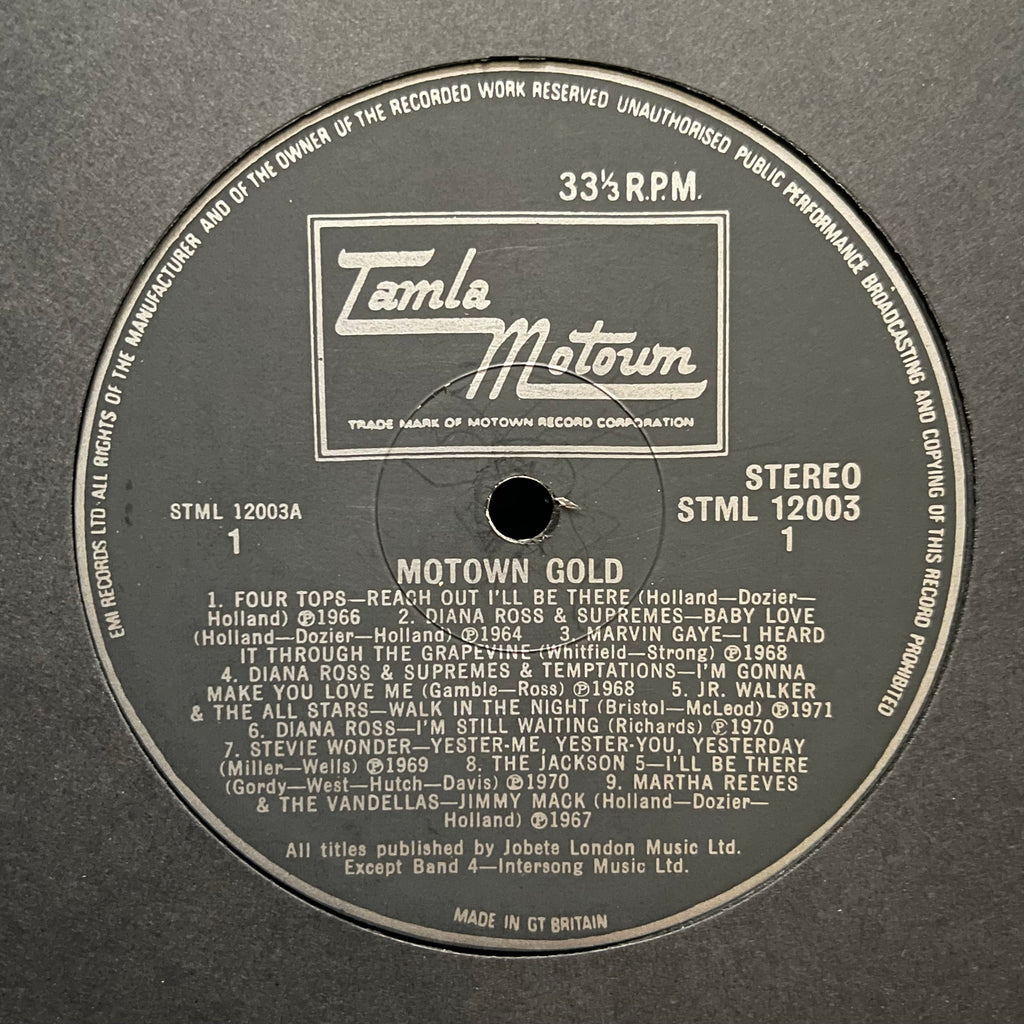 EMI RECORDS LTD · ALL RIGHTS OF THE MANUFACTURER AND OF THE OWNER OF THE RECORDED WORK RESERVED UNAUTHORISED PUBLIC PERFORMANCE BROADCASTING AND COPYING OF THIS RECORD PROHIBITED
33⅓ R.P.M.
Tamla
Motown
TRADE MARK OF MOTOWN RECORD CORPORATION
STEREO
STML 12003A
STML 12003
1
1
MOTOWN GOLD
1. FOUR TOPS—REACH OUT I'LL BE THERE (Holland—Dozier—
Holland) ℗1966 2. DIANA ROSS & SUPREMES—BABY LOVE
(Holland—Dozier—Holland) ℗1964 3. MARVIN GAYE—I HEARD
IT THROUGH THE GRAPEVINE (Whitfield—Strong) ℗1968
4. DIANA ROSS & SUPREMES & TEMPTATIONS—I'M GONNA
MAKE YOU LOVE ME (Gamble—Ross) ℗1968 5. JR. WALKER
& THE ALL STARS—WALK IN THE NIGHT (Bristol—McLeod) ℗1971
6. DIANA ROSS—I'M STILL WAITING (Richards) ℗1970
7. STEVIE WONDER—YESTER-ME, YESTER-YOU, YESTERDAY
(Miller—Wells) ℗1969 8. THE JACKSON 5—I'LL BE THERE
(Gordy—West—Hutch—Davis) ℗1970 9. MARTHA REEVES
& THE VANDELLAS—JIMMY MACK (Holland—Dozier—
Holland) ℗1967
All titles published by Jobete London Music Ltd.
Except Band 4—Intersong Music Ltd.
MADE IN GT BRITAIN